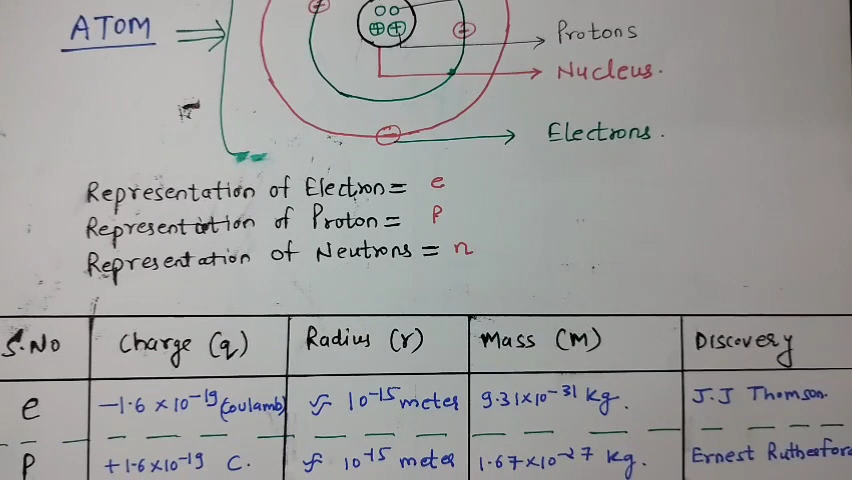 ATOM
Protons
Nucleus.
Electrons.
Representation of Electron = e
Representation of Proton = P
Representation of Neutrons = n
S.No Charge (q) Radius (r) Mass (M) Discovery
e −1.6 × 10⁻¹⁹ (Coulamb) 10⁻¹⁵ meter 9.31×10⁻³¹ kg. J.J Thomson.
P +1.6×10⁻¹⁹ C. 10⁻¹⁵ meter 1.67×10⁻²⁷ kg. Ernest Rutherford